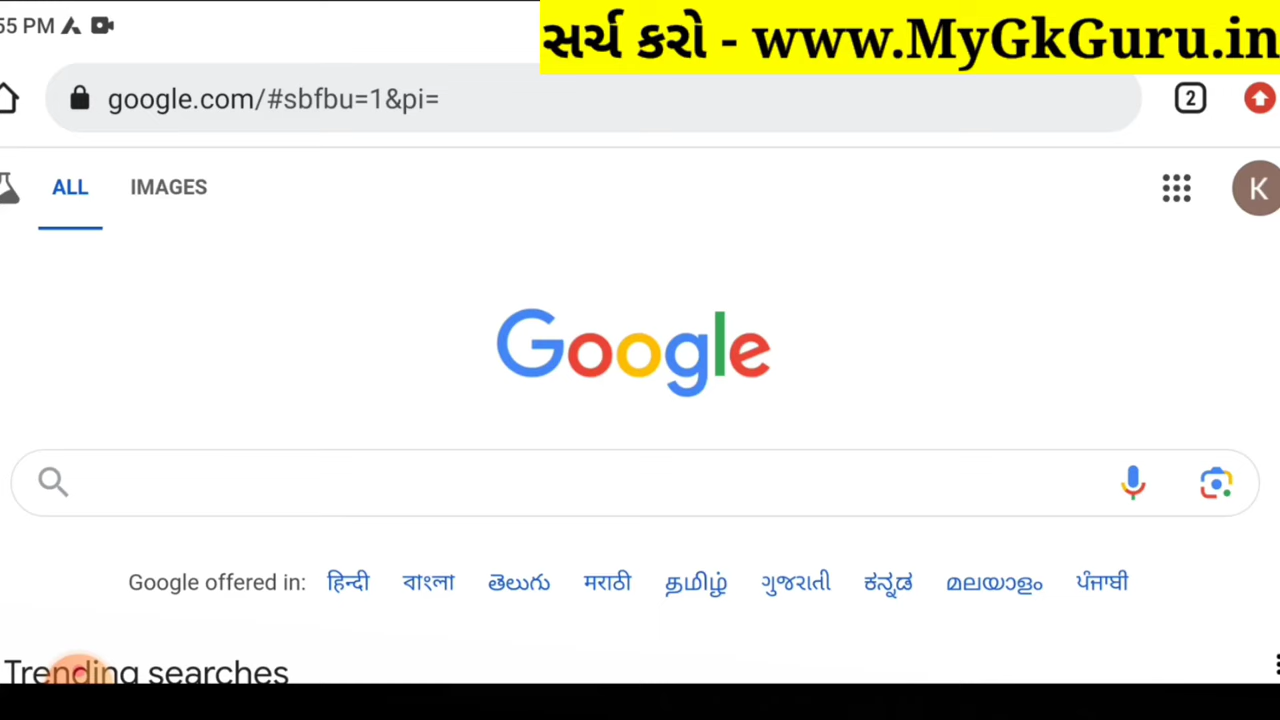 55 PM
સર્ચ કરો - www.MyGkGuru.in
google.com/#sbfbu=1&pi=
2
ALL IMAGES
K
Google
Google offered in: हिन्दी বাংলা తెలుగు मराठी தமிழ் ગુજરાતી ಕನ್ನಡ മലയാളം ਪੰਜਾਬੀ
Trending searches